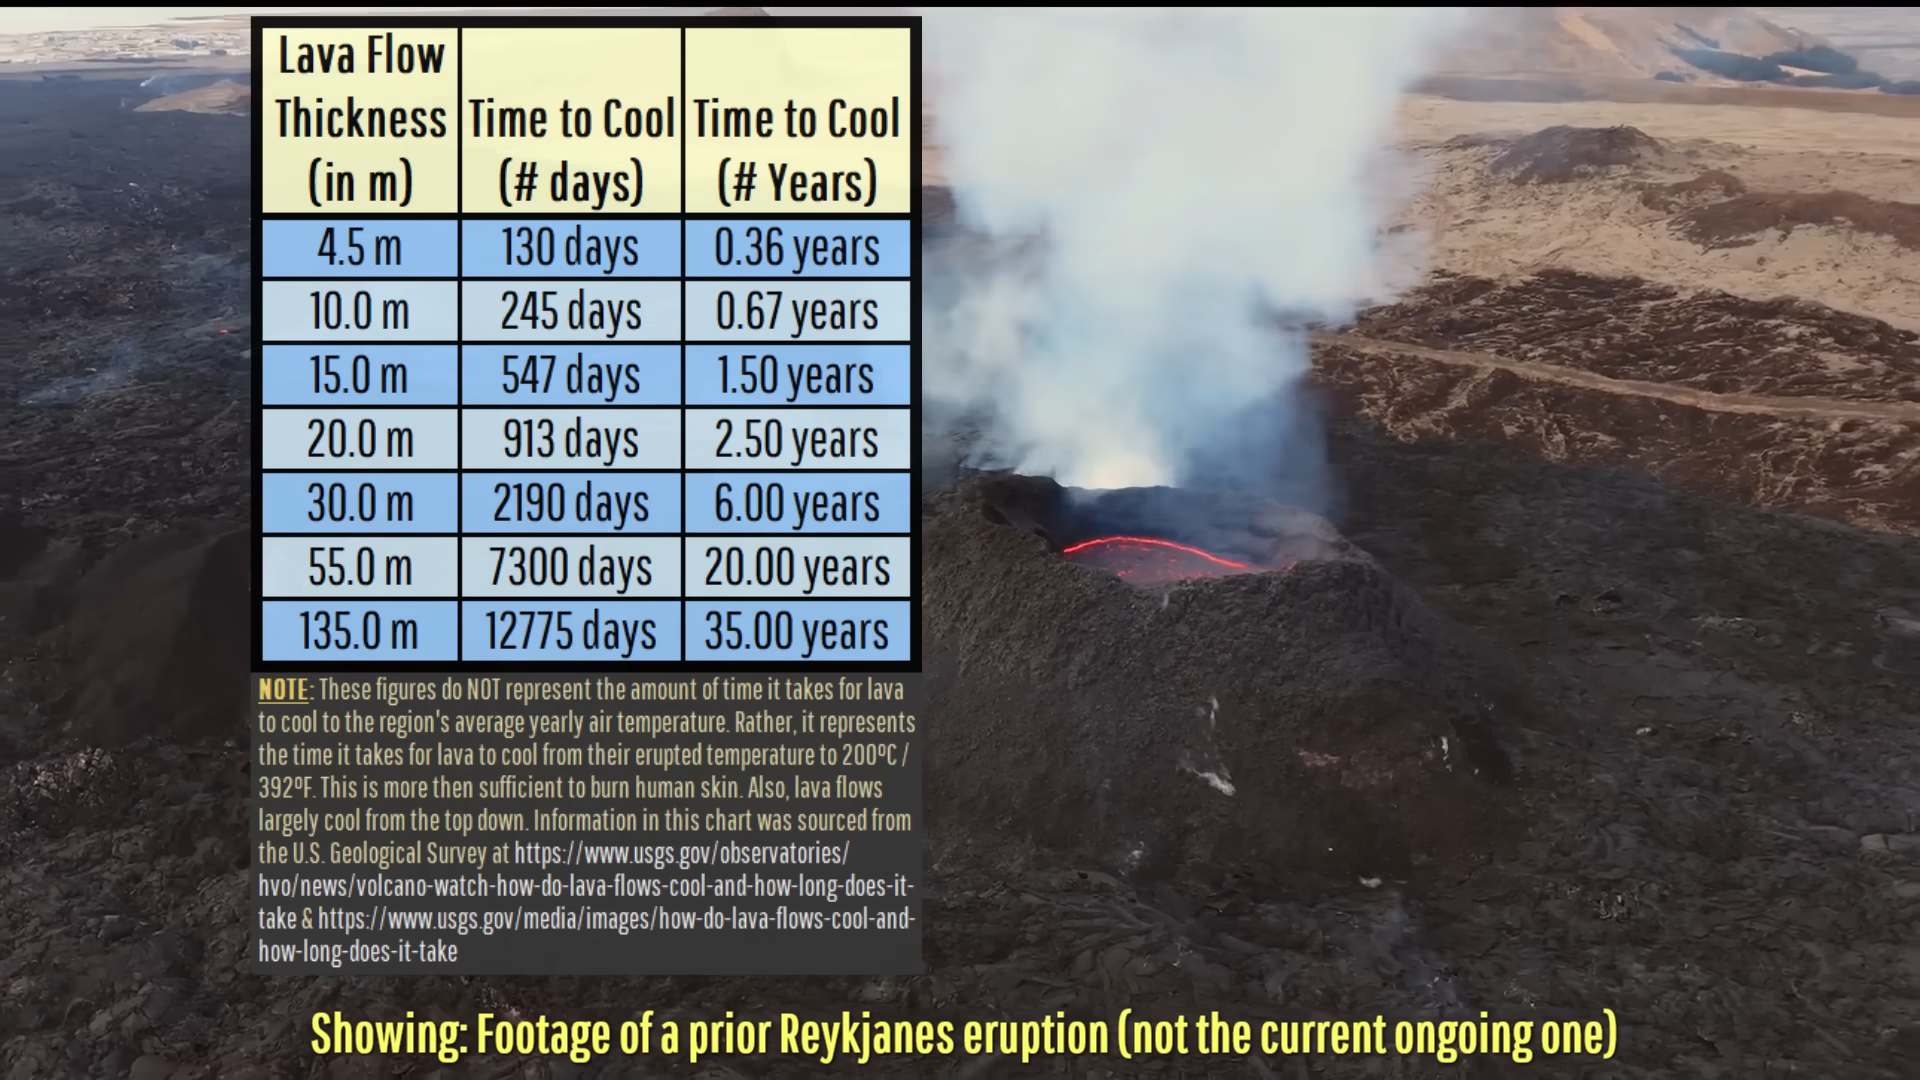 Lava Flow
Thickness
(in m)
Time to Cool
(# days)
Time to Cool
(# Years)
4.5 m 130 days 0.36 years
10.0 m 245 days 0.67 years
15.0 m 547 days 1.50 years
20.0 m 913 days 2.50 years
30.0 m 2190 days 6.00 years
55.0 m 7300 days 20.00 years
135.0 m 12775 days 35.00 years
NOTE: These figures do NOT represent the amount of time it takes for lava
to cool to the region's average yearly air temperature. Rather, it represents
the time it takes for lava to cool from their erupted temperature to 200ºC /
392ºF. This is more then sufficient to burn human skin. Also, lava flows
largely cool from the top down. Information in this chart was sourced from
the U.S. Geological Survey at https://www.usgs.gov/observatories/
hvo/news/volcano-watch-how-do-lava-flows-cool-and-how-long-does-it-
take & https://www.usgs.gov/media/images/how-do-lava-flows-cool-and-
how-long-does-it-take
Showing: Footage of a prior Reykjanes eruption (not the current ongoing one)